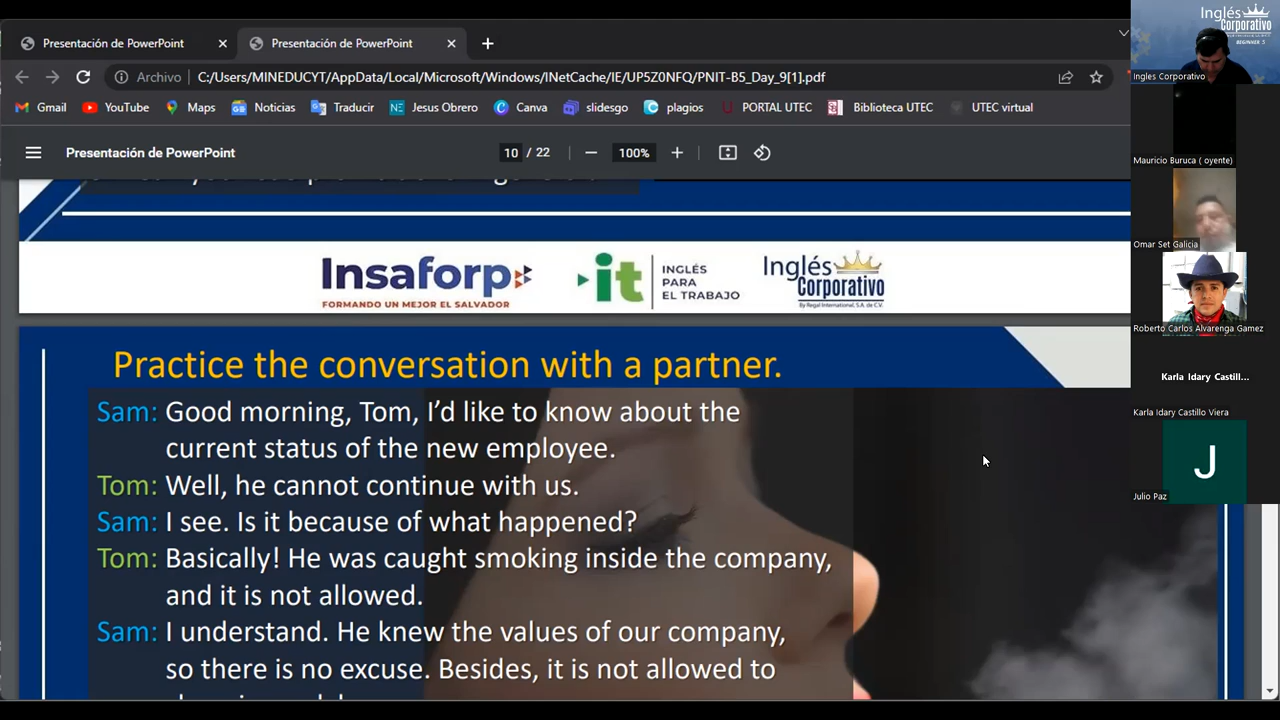 Presentación de PowerPoint
Presentación de PowerPoint
Archivo
C:/Users/MINEDUCYT/AppData/Local/Microsoft/Windows/INetCache/IE/UP5Z0NFQ/PNIT-B5_Day_9[1].pdf
Gmail YouTube Maps Noticias Traducir Jesus Obrero Canva slidesgo plagios PORTAL UTEC Biblioteca UTEC UTEC virtual
Presentación de PowerPoint
10 / 22
100%
Insaforp
FORMANDO UN MEJOR EL SALVADOR
it
INGLÉS
PARA
EL TRABAJO
Inglés
Corporativo
By Regal International, S.A. de C.V.
Practice the conversation with a partner.
Sam: Good morning, Tom, I'd like to know about the
current status of the new employee.
Tom: Well, he cannot continue with us.
Sam: I see. Is it because of what happened?
Tom: Basically! He was caught smoking inside the company,
and it is not allowed.
Sam: I understand. He knew the values of our company,
so there is no excuse. Besides, it is not allowed to
Inglés
Corporativo
BEGINNER 5
Ingles Corporativo
Mauricio Buruca ( oyente)
Omar Set Galicia
Roberto Carlos Alvarenga Gamez
Karla Idary Castill...
Karla Idary Castillo Viera
J
Julio Paz